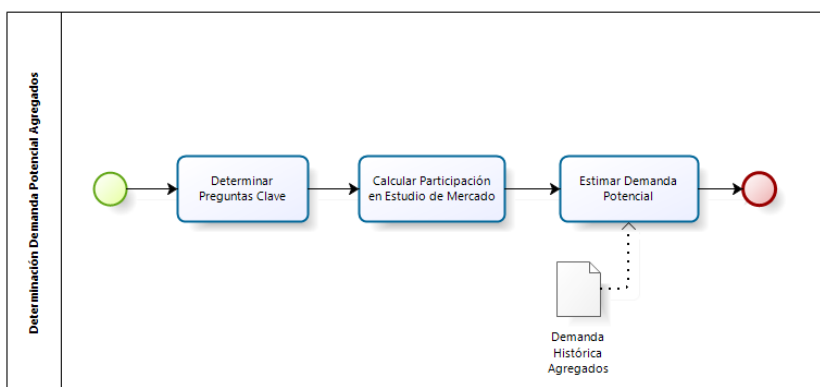 Determinación Demanda Potencial Agregados
Determinar
Preguntas Clave
Calcular Participación
en Estudio de Mercado
Estimar Demanda
Potencial
Demanda
Histórica
Agregados